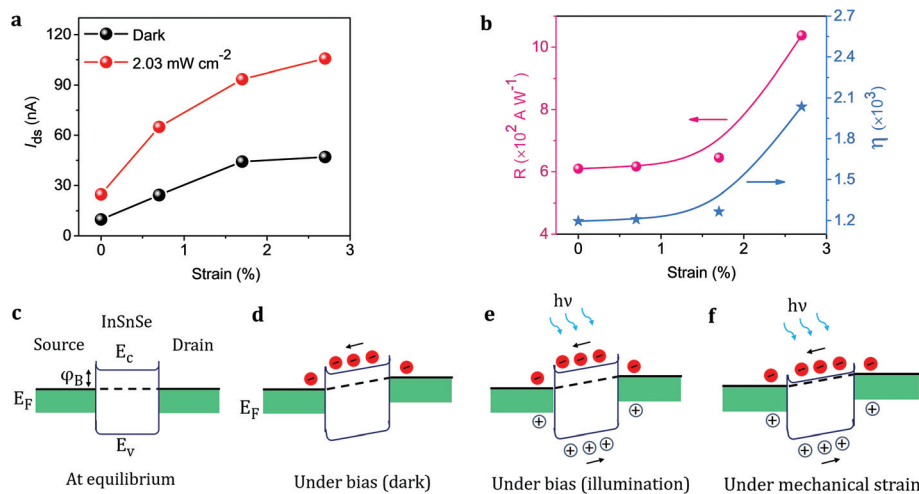 a
120
90
60
30
0
I_ds (nA)
Dark
2.03 mW cm⁻²
0 1 2 3
Strain (%)
b
10
8
6
4
R (×10² A W⁻¹)
2.7
2.4
2.1
1.8
1.5
1.2
η (×10³)
0 1 2 3
Strain (%)
c
InSnSe
Source E_c Drain
φ_B
E_F
E_v
At equilibrium
d
E_F
Under bias (dark)
e
hν
Under bias (illumination)
f
hν
Under mechanical strain